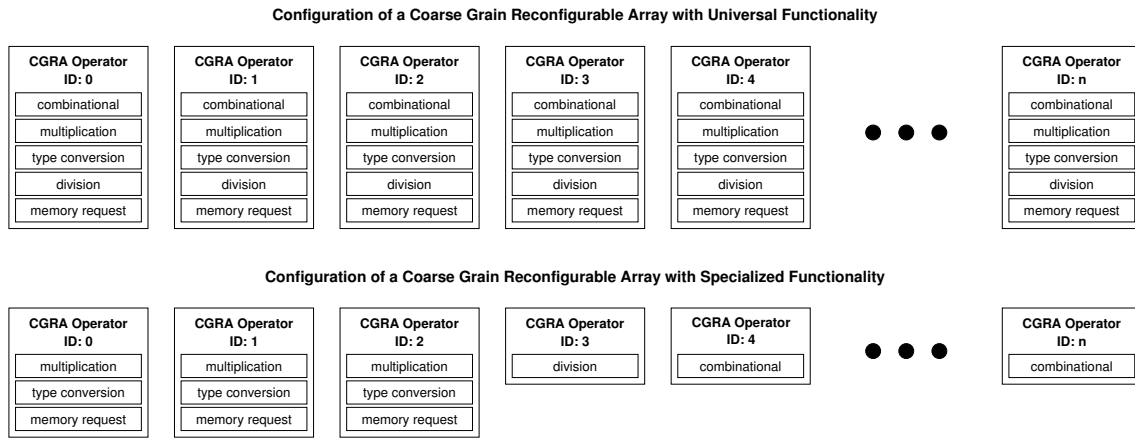 Configuration of a Coarse Grain Reconfigurable Array with Universal Functionality
CGRA Operator
ID: 0
combinational
multiplication
type conversion
division
memory request
CGRA Operator
ID: 1
combinational
multiplication
type conversion
division
memory request
CGRA Operator
ID: 2
combinational
multiplication
type conversion
division
memory request
CGRA Operator
ID: 3
combinational
multiplication
type conversion
division
memory request
CGRA Operator
ID: 4
combinational
multiplication
type conversion
division
memory request
CGRA Operator
ID: n
combinational
multiplication
type conversion
division
memory request
Configuration of a Coarse Grain Reconfigurable Array with Specialized Functionality
CGRA Operator
ID: 0
multiplication
type conversion
memory request
CGRA Operator
ID: 1
multiplication
type conversion
memory request
CGRA Operator
ID: 2
multiplication
type conversion
memory request
CGRA Operator
ID: 3
division
CGRA Operator
ID: 4
combinational
CGRA Operator
ID: n
combinational